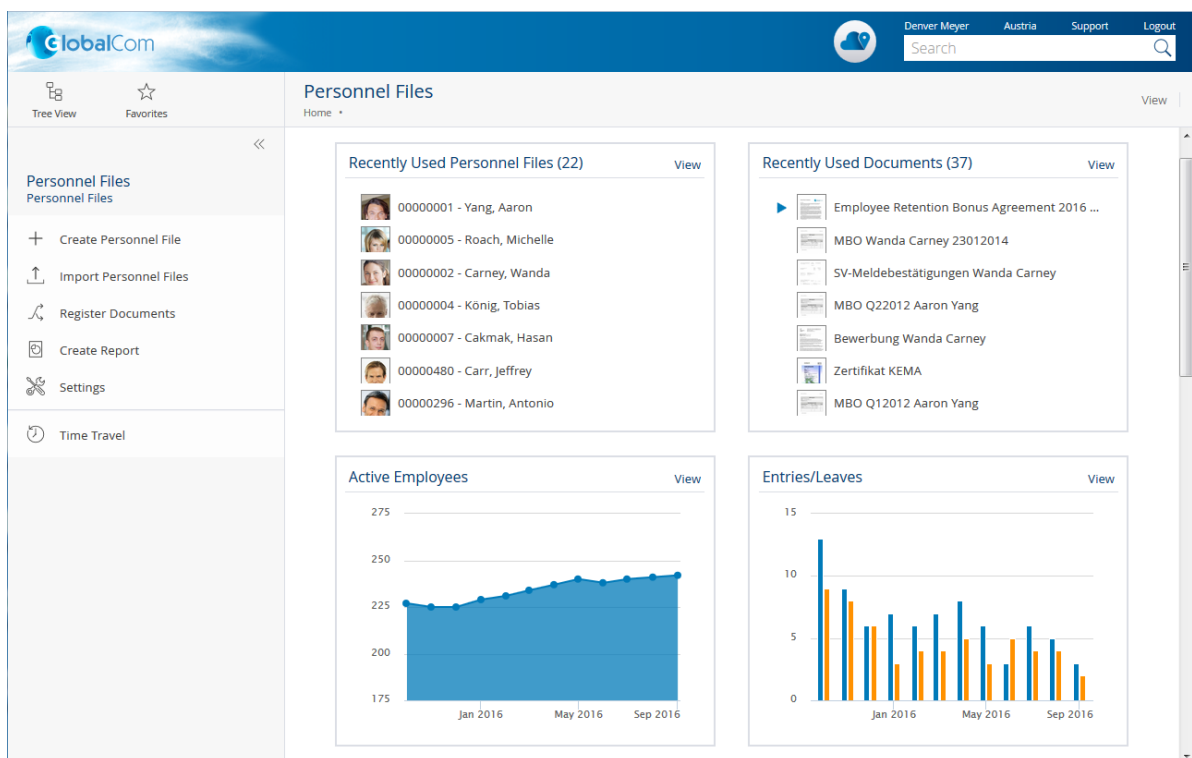 GlobalCom
Denver Meyer Austria Support Logout
Search
Tree View Favorites
Personnel Files
Home •
View
Personnel Files
Personnel Files
Create Personnel File
Import Personnel Files
Register Documents
Create Report
Settings
Time Travel
Recently Used Personnel Files (22) View
00000001 - Yang, Aaron
00000005 - Roach, Michelle
00000002 - Carney, Wanda
00000004 - König, Tobias
00000007 - Cakmak, Hasan
00000480 - Carr, Jeffrey
00000296 - Martin, Antonio
Recently Used Documents (37) View
Employee Retention Bonus Agreement 2016 ...
MBO Wanda Carney 23012014
SV-Meldebestätigungen Wanda Carney
MBO Q22012 Aaron Yang
Bewerbung Wanda Carney
Zertifikat KEMA
MBO Q12012 Aaron Yang
Active Employees View
275
250
225
200
175
Jan 2016 May 2016 Sep 2016
Entries/Leaves View
15
10
5
0
Jan 2016 May 2016 Sep 2016